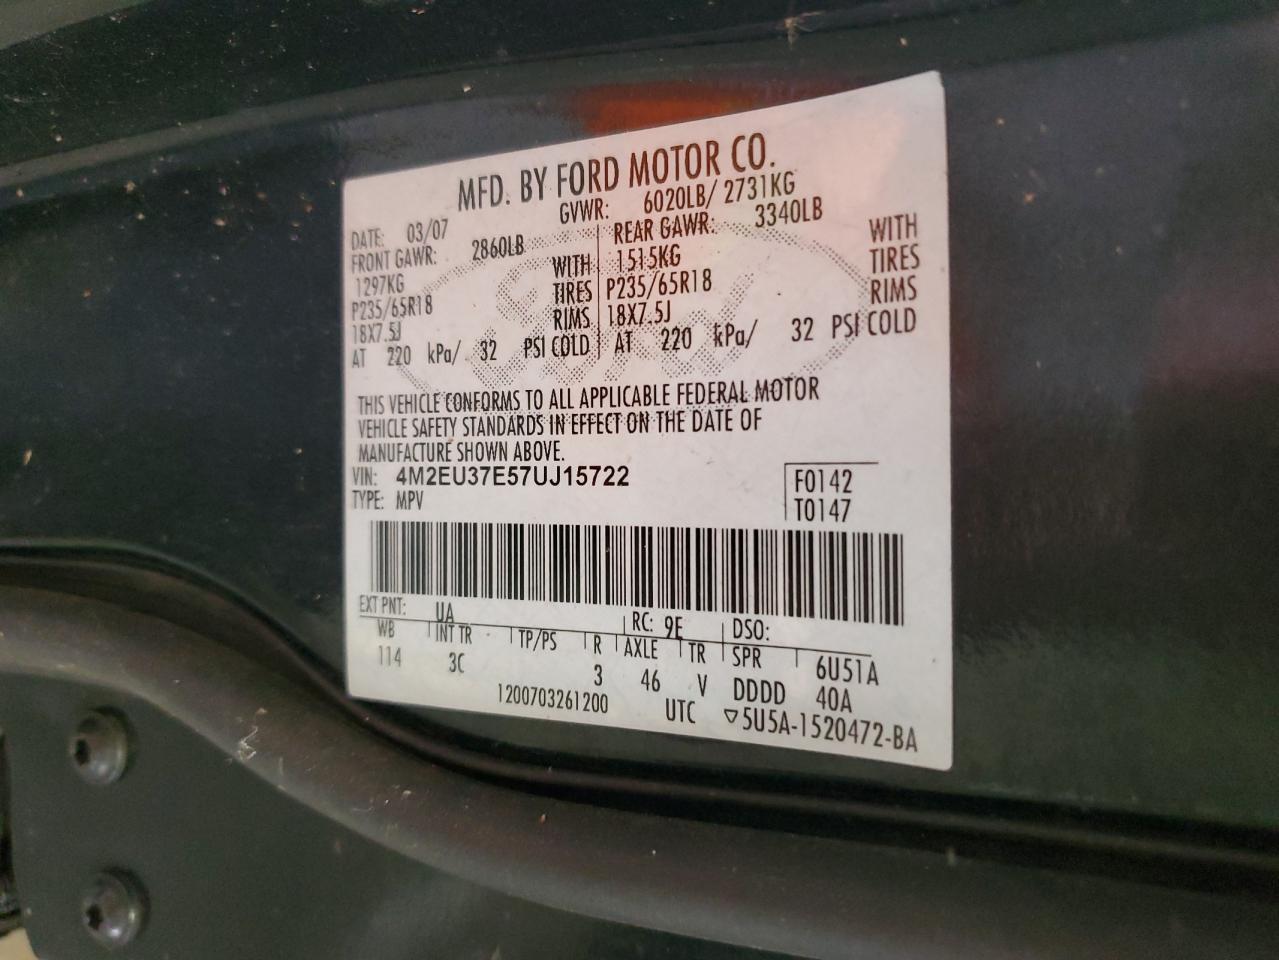 MFD. BY FORD MOTOR CO.
DATE: 03/07 GVWR: 6020LB/ 2731KG
FRONT GAWR: 2860LB REAR GAWR: 3340LB
1297KG WITH 1515KG WITH
P235/65R18 TIRES P235/65R18 TIRES
18X7.5J RIMS 18X7.5J RIMS
AT 220 kPa/ 32 PSI COLD AT 220 kPa/ 32 PSI COLD
THIS VEHICLE CONFORMS TO ALL APPLICABLE FEDERAL MOTOR
VEHICLE SAFETY STANDARDS IN EFFECT ON THE DATE OF
MANUFACTURE SHOWN ABOVE.
VIN: 4M2EU37E57UJ15722 F0142
TYPE: MPV T0147
EXT PNT: UA RC: 9E DSO:
WB INT TR TP/PS R AXLE TR SPR 6U51A
114 3C 3 46 V DDDD 40A
1200703261200 UTC ▽5U5A-1520472-BA